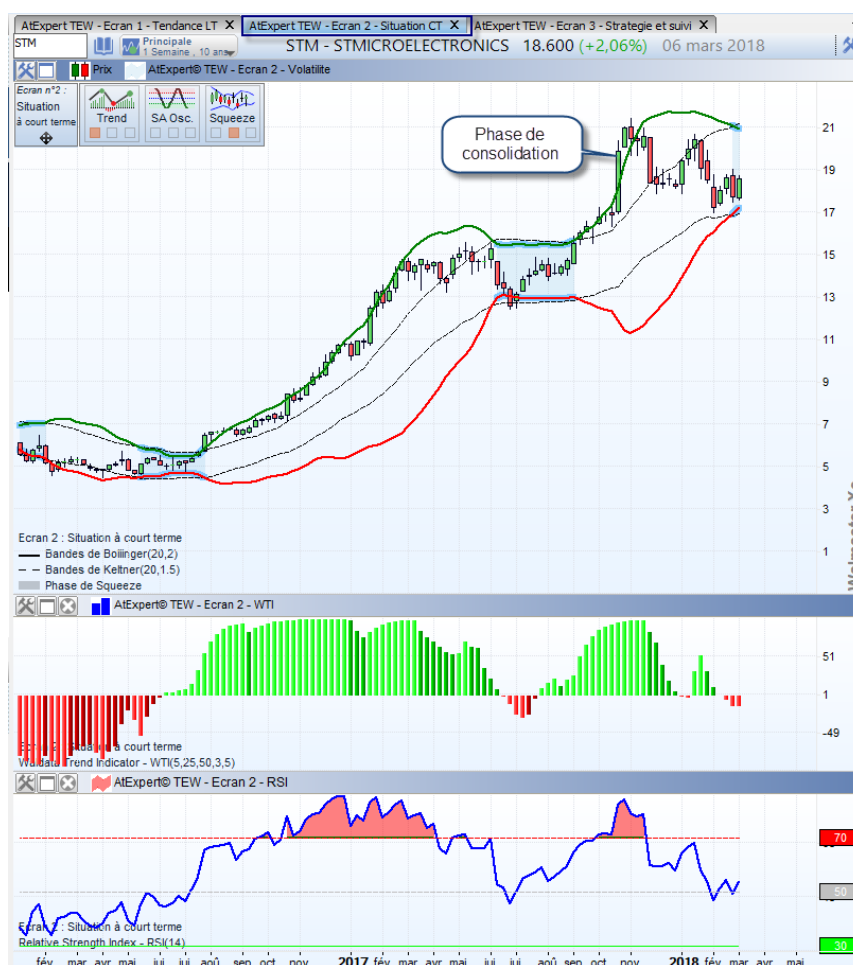 AtExpert TEW - Ecran 1 - Tendance LT X AtExpert TEW - Ecran 2 - Situation CT X AtExpert TEW - Ecran 3 - Strategie et suivi X
STM Principale STM - STMICROELECTRONICS 18.600 (+2,06%) 06 mars 2018
1 Semaine, 10 ans
Prix AtExpert© TEW - Ecran 2 - Volatilite
Ecran n°2 :
Situation
à court terme
Trend SA Osc. Squeeze
Phase de
consolidation
21
19
17
15
13
11
9
7
5
3
1
Ecran 2 : Situation à court terme
Bandes de Bollinger(20,2)
Bandes de Keltner(20,1.5)
Phase de Squeeze
AtExpert© TEW - Ecran 2 - WTI
51
1
-49
Ecran 2 : Situation à court terme
Waldata Trend Indicator - WTI(5,25,50,3,5)
AtExpert© TEW - Ecran 2 - RSI
70
50
30
Ecran 2 : Situation à court terme
Relative Strength Index - RSI(14)
fév mar avr mai jui jui aoû sep oct nov 2017 fév mar avr mai jui jui aoû sep oct nov 2018 fév mar avr mai